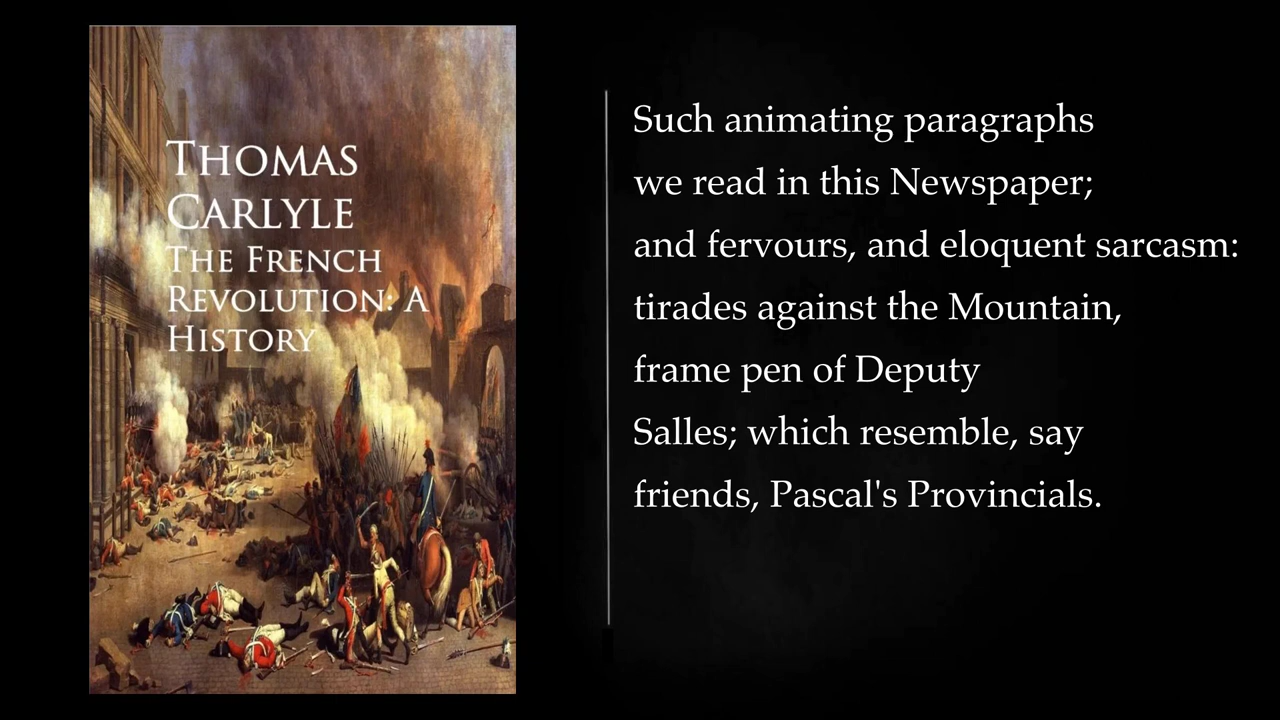 THOMAS
CARLYLE
THE FRENCH
REVOLUTION: A
HISTORY
Such animating paragraphs
we read in this Newspaper;
and fervours, and eloquent sarcasm:
tirades against the Mountain,
frame pen of Deputy
Salles; which resemble, say
friends, Pascal's Provincials.